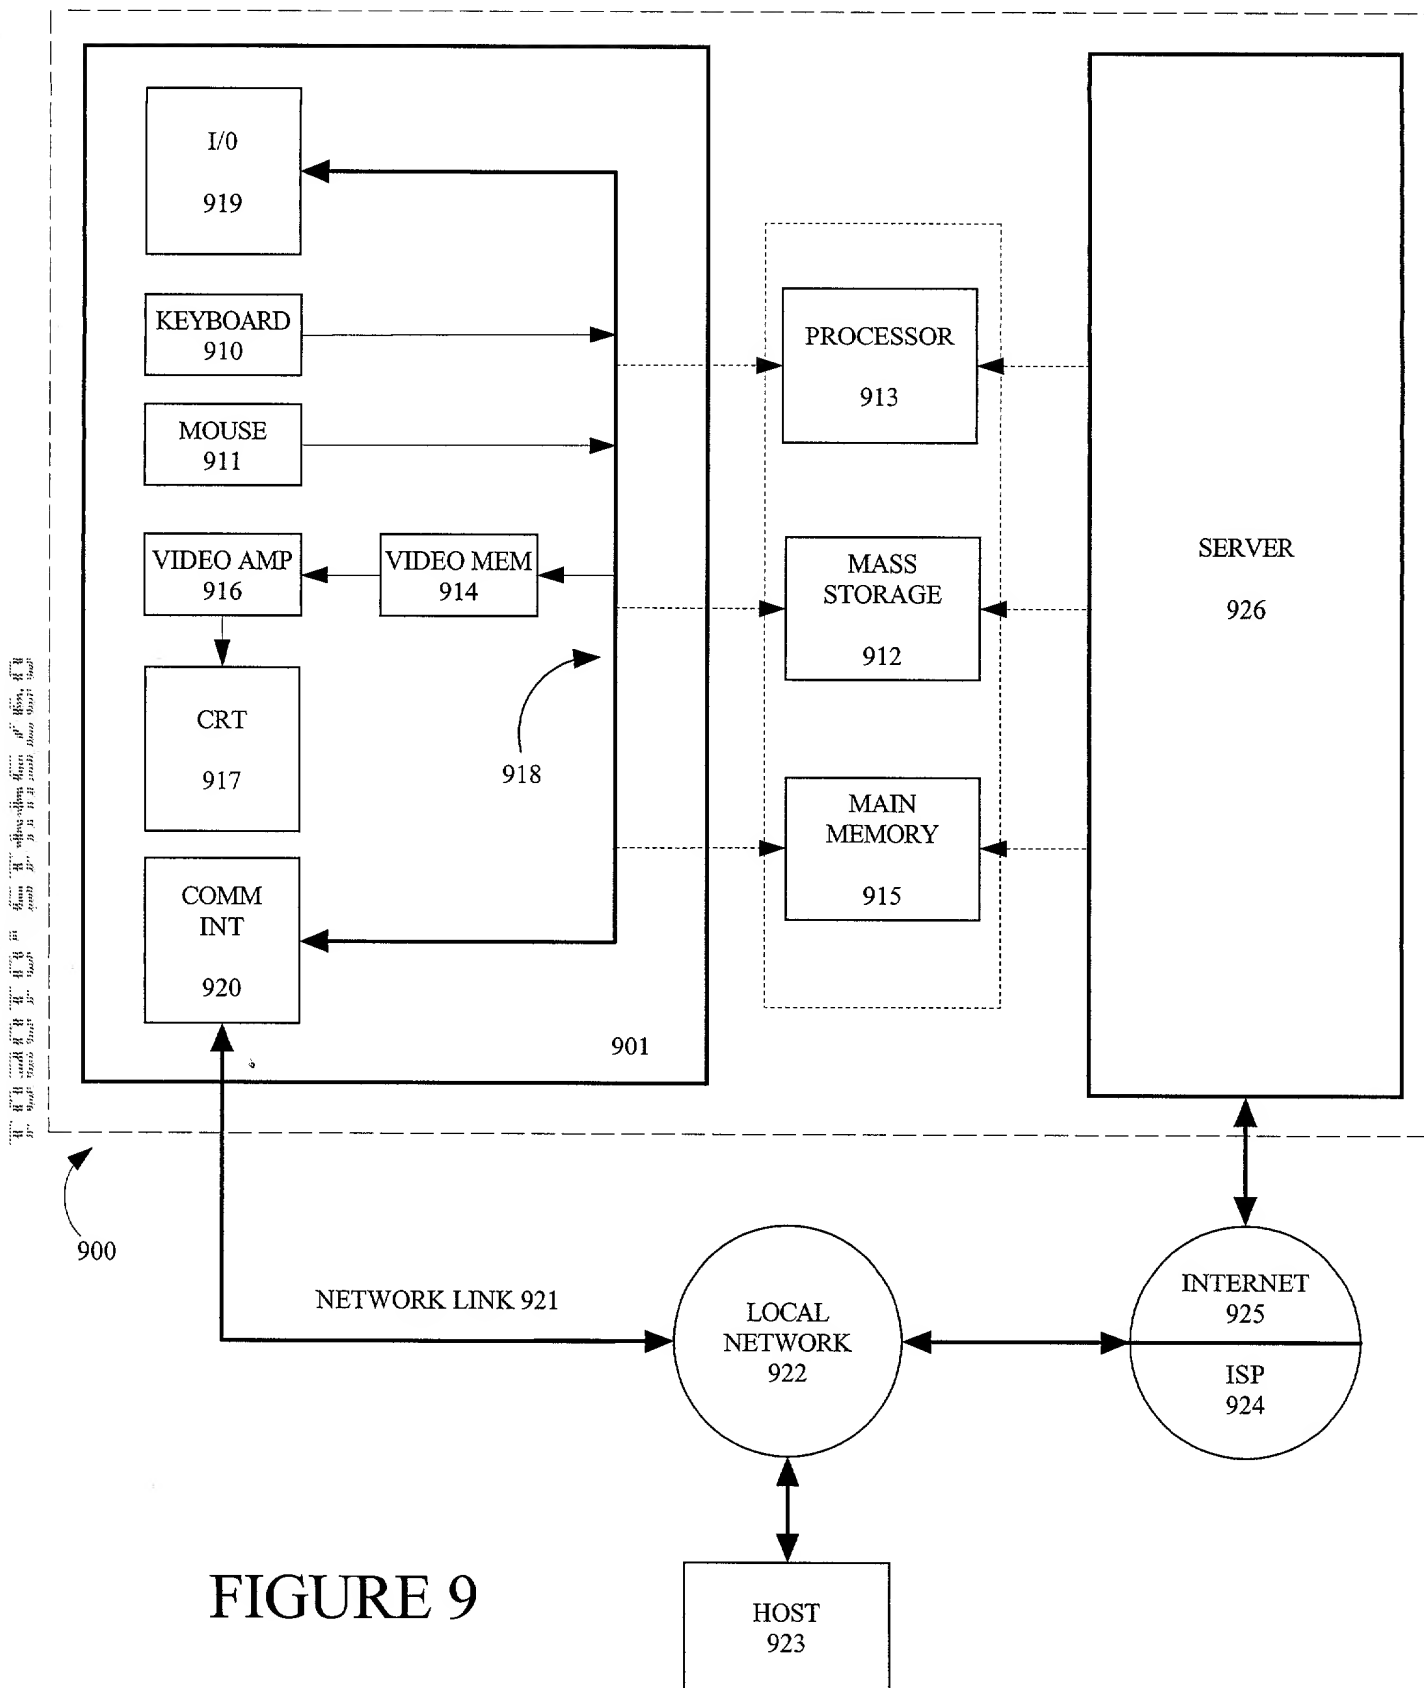 I/0
919
KEYBOARD
910
MOUSE
911
VIDEO AMP
916
VIDEO MEM
914
CRT
917
918
COMM
INT
920
901
PROCESSOR
913
MASS
STORAGE
912
MAIN
MEMORY
915
SERVER
926
900
NETWORK LINK 921
LOCAL
NETWORK
922
INTERNET
925
ISP
924
HOST
923
FIGURE 9